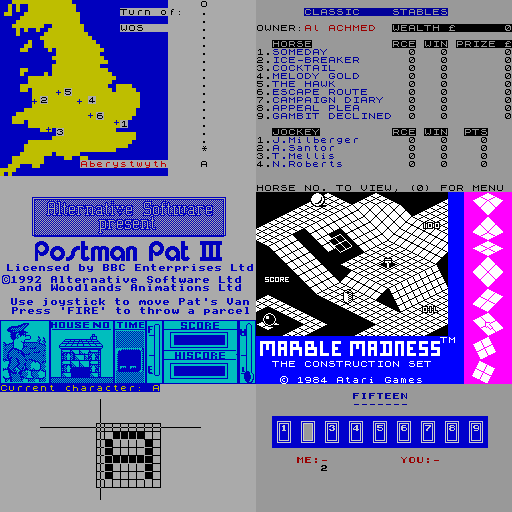 Turn of:
WOS
O
A
5
2
4
6
1
3
Aberystwyth
CLASSIC STABLES
OWNER:Al ACHMED WEALTH £ 0
HORSE RCE WIN PRIZE £
1.SOMEDAY 0 0 0
2.ICE-BREAKER 0 0 0
3.COCKTAIL 0 0 0
4.MELODY GOLD 0 0 0
5.THE HAWK 0 0 0
6.ESCAPE ROUTE 0 0 0
7.CAMPAIGN DIARY 0 0 0
8.APPEAL PLEA 0 0 0
9.GAMBIT DECLINED 0 0 0
JOCKEY RCE WIN PTS
1.J.Milberger 0 0 0
2.A.Santor 0 0 0
3.T.Mellis 0 0 0
4.N.Roberts 0 0 0
HORSE NO. TO VIEW, (0) FOR MENU
Alternative Software
present
Postman Pat III
Licensed by BBC Enterprises Ltd
©1992 Alternative Software Ltd
and Woodlands Animations Ltd
Use joystick to move Pat's Van
Press 'FIRE' to throw a parcel
HOUSE NO TIME SCORE
HISCORE
F
E
SCORE
MARBLE MADNESS™
THE CONSTRUCTION SET
© 1984 Atari Games
Current character: A
FIFTEEN
1 3 4 5 6 7 8 9
ME:- YOU:-
2